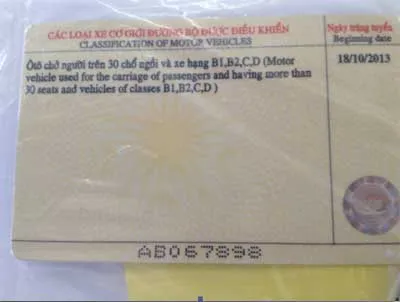 CÁC LOẠI XE CƠ GIỚI ĐƯỜNG BỘ ĐƯỢC ĐIỀU KHIỂN
CLASSIFICATION OF MOTOR VEHICLES
Ngày trúng tuyển
Beginning date
Ôtô chở người trên 30 chỗ ngồi và xe hạng B1,B2,C,D (Motor
vehicle used for the carriage of passengers and having more than
30 seats and vehicles of classes B1,B2,C,D )
18/10/2013
AB067898